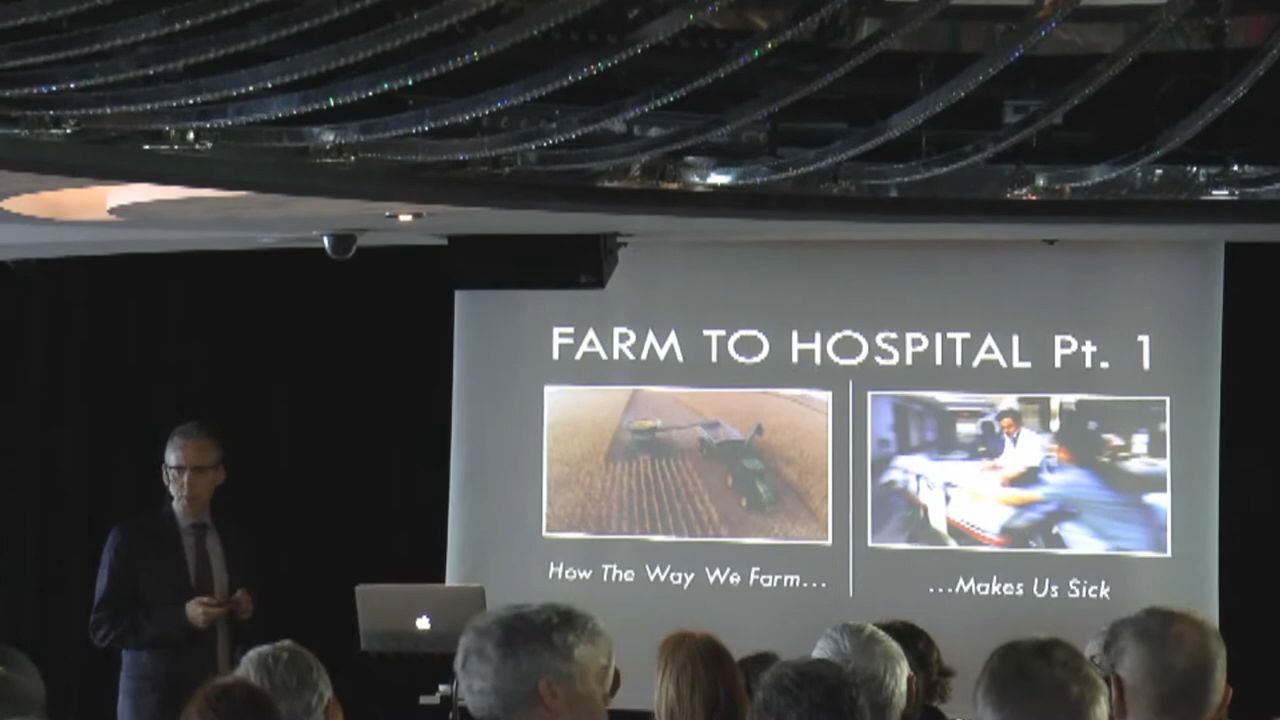 FARM TO HOSPITAL Pt. 1
How The Way We Farm...
...Makes Us Sick